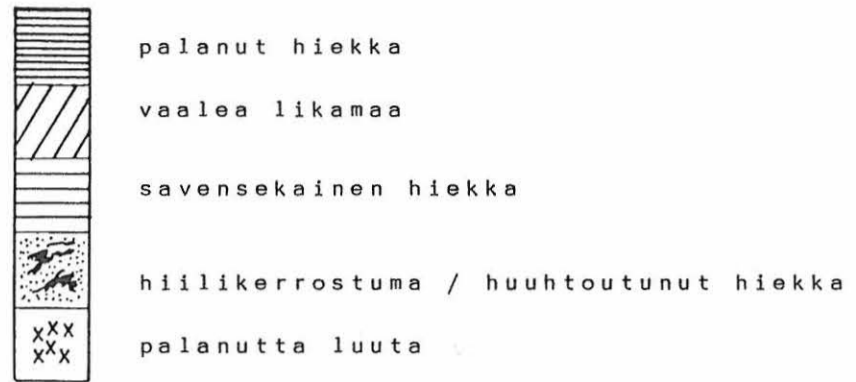 palanut hiekka
vaalea likamaa
savensekainen hiekka
hiilikerrostuma / huuhtoutunut hiekka
palanutta luuta